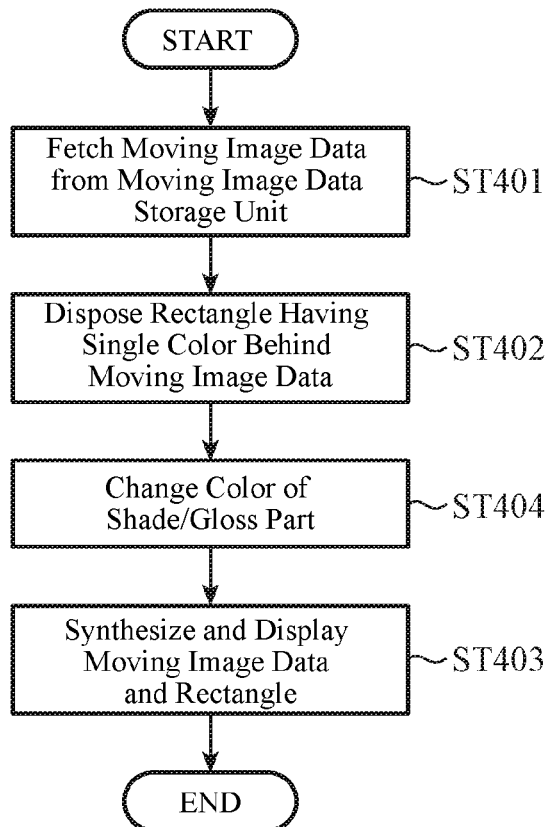 START
Fetch Moving Image Data
from Moving Image Data
Storage Unit
ST401
Dispose Rectangle Having
Single Color Behind
Moving Image Data
ST402
Change Color of
Shade/Gloss Part
ST404
Synthesize and Display
Moving Image Data
and Rectangle
ST403
END